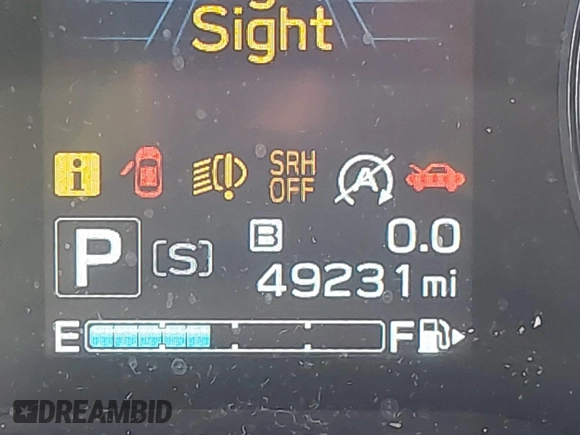 Sight
i
SRH
OFF
A
P [S] B 0.0
49231 mi
E F
DREAMBID